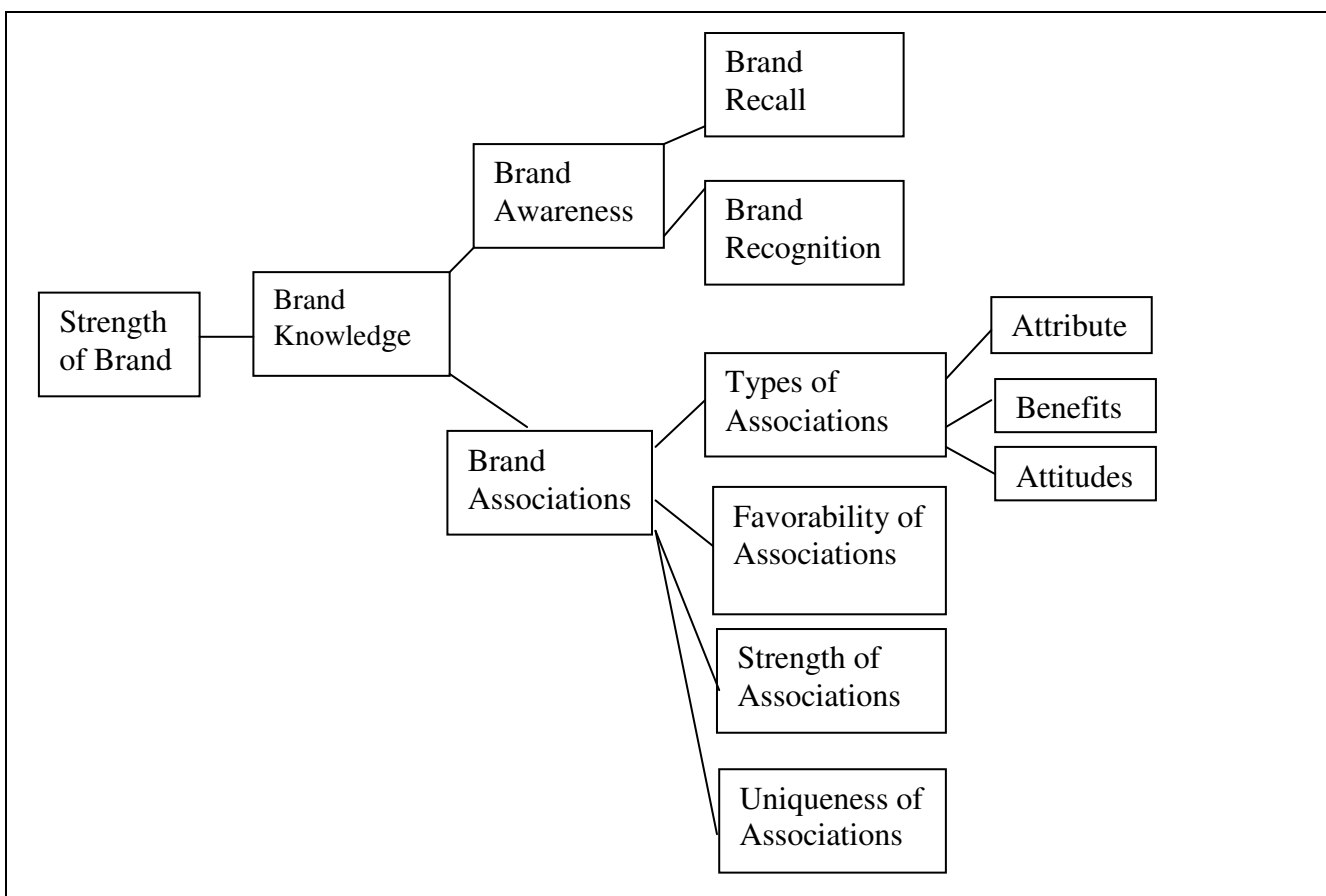 Brand
Recall
Brand
Awareness
Brand
Recognition
Brand
Knowledge
Strength
of Brand
Attribute
Types of
Associations
Benefits
Attitudes
Brand
Associations
Favorability of
Associations
Strength of
Associations
Uniqueness of
Associations